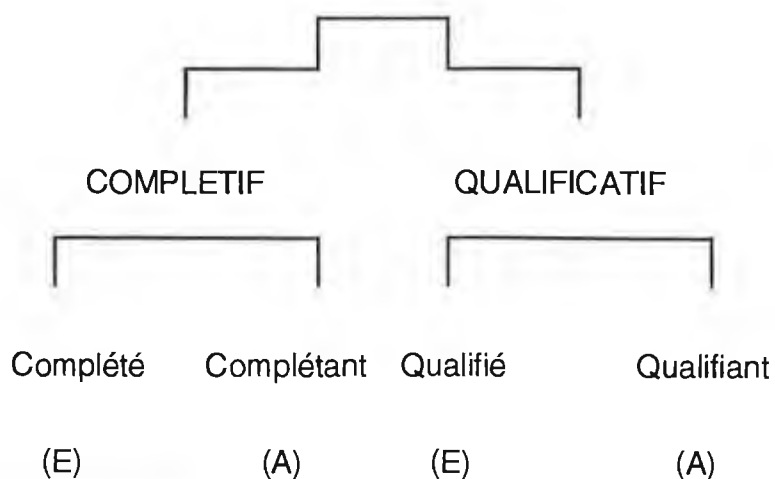 COMPLETIF QUALIFICATIF
Complété Complétant Qualifié Qualifiant
(E) (A) (E) (A)